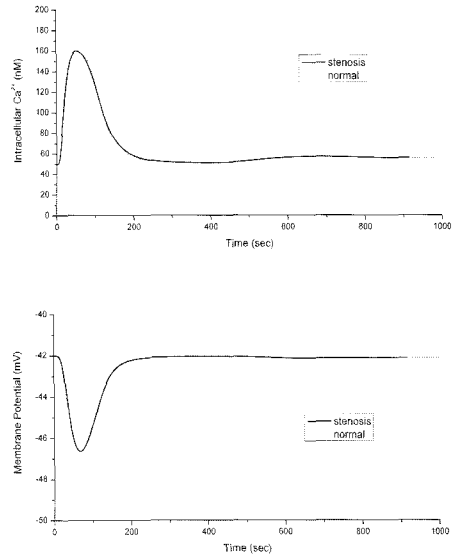 200
180
160
140
120
100
80
60
40
20
0
Intracellular Ca²⁺ (nM)
stenosis
normal
0 200 400 600 800 1000
Time (sec)
-40
-42
-44
-46
-48
-50
Membrane Potential (mV)
stenosis
normal
0 200 400 600 800 1000
Time (sec)